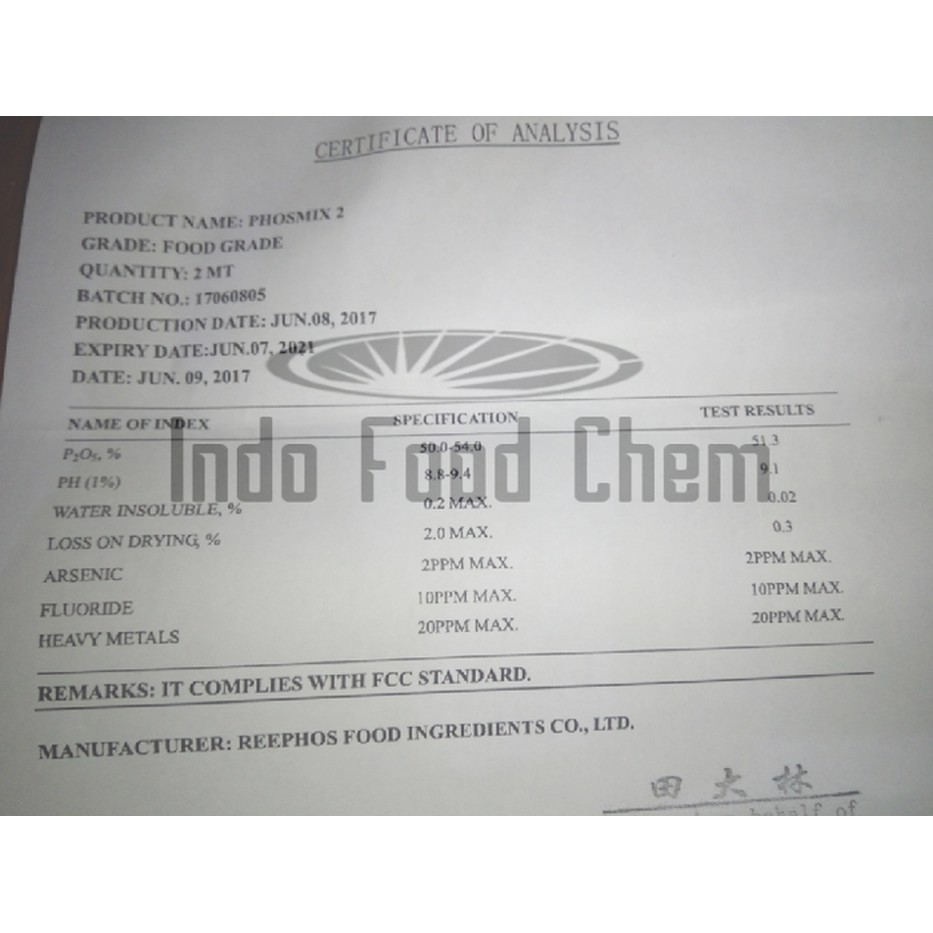 CERTIFICATE OF ANALYSIS
PRODUCT NAME: PHOSMIX 2
GRADE: FOOD GRADE
QUANTITY: 2 MT
BATCH NO.: 17060805
PRODUCTION DATE: JUN.08, 2017
EXPIRY DATE:JUN.07, 2021
DATE: JUN. 09, 2017
NAME OF INDEX SPECIFICATION TEST RESULTS
P₂O₅, % 50.0-54.0 51.3
PH (1%) 8.8-9.4 9.1
Indo Food Chem
WATER INSOLUBLE, % 0.2 MAX. 0.02
LOSS ON DRYING, % 2.0 MAX. 0.3
ARSENIC 2PPM MAX. 2PPM MAX.
FLUORIDE 10PPM MAX. 10PPM MAX.
HEAVY METALS 20PPM MAX. 20PPM MAX.
REMARKS: IT COMPLIES WITH FCC STANDARD.
MANUFACTURER: REEPHOS FOOD INGREDIENTS CO., LTD.
田大林
behalf of